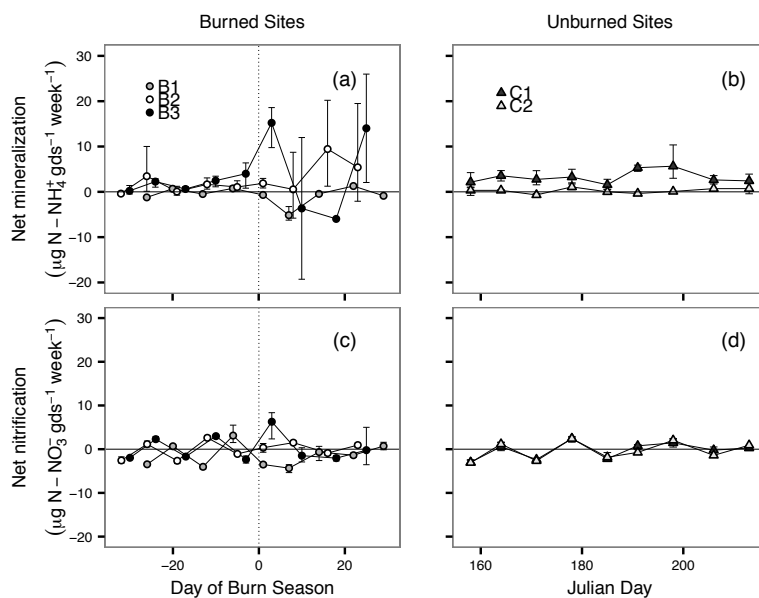 Burned Sites
Unburned Sites
Net mineralization
(µg N − NH₄⁺ gds⁻¹ week⁻¹)
30
20
10
0
−10
−20
(a)
B1
B2
B3
(b)
C1
C2
Net nitrification
(µg N − NO₃⁻ gds⁻¹ week⁻¹)
30
20
10
0
−10
−20
(c)
(d)
−20
0
20
160
180
200
Day of Burn Season
Julian Day